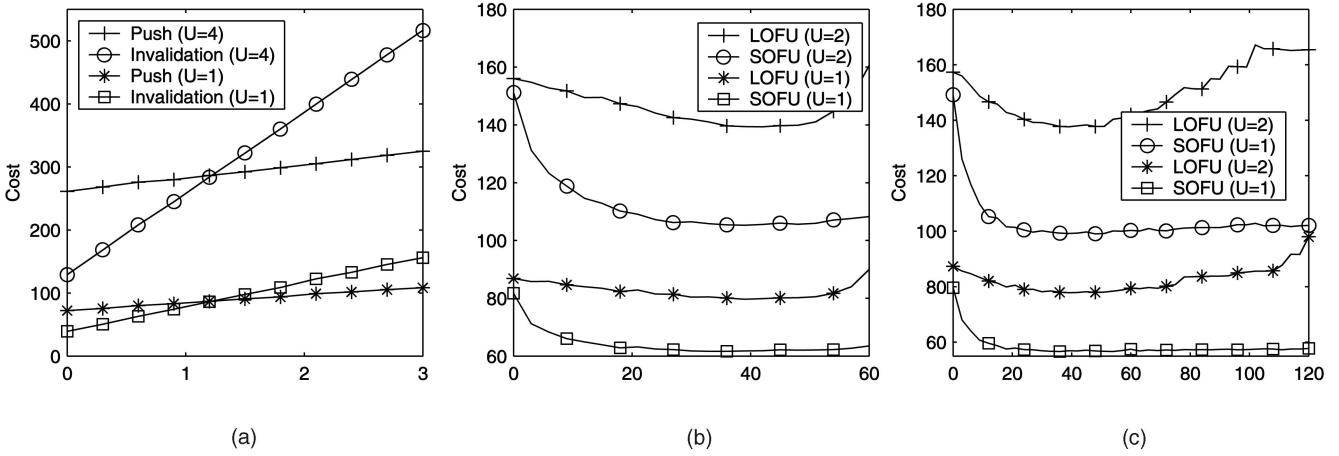 Cost
500
400
300
200
100
0
0 1 2 3
Push (U=4)
Invalidation (U=4)
Push (U=1)
Invalidation (U=1)
(a)
Cost
180
160
140
120
100
80
60
0 20 40 60
LOFU (U=2)
SOFU (U=2)
LOFU (U=1)
SOFU (U=1)
(b)
Cost
180
160
140
120
100
80
60
0 20 40 60 80 100 120
LOFU (U=2)
SOFU (U=1)
LOFU (U=2)
SOFU (U=1)
(c)